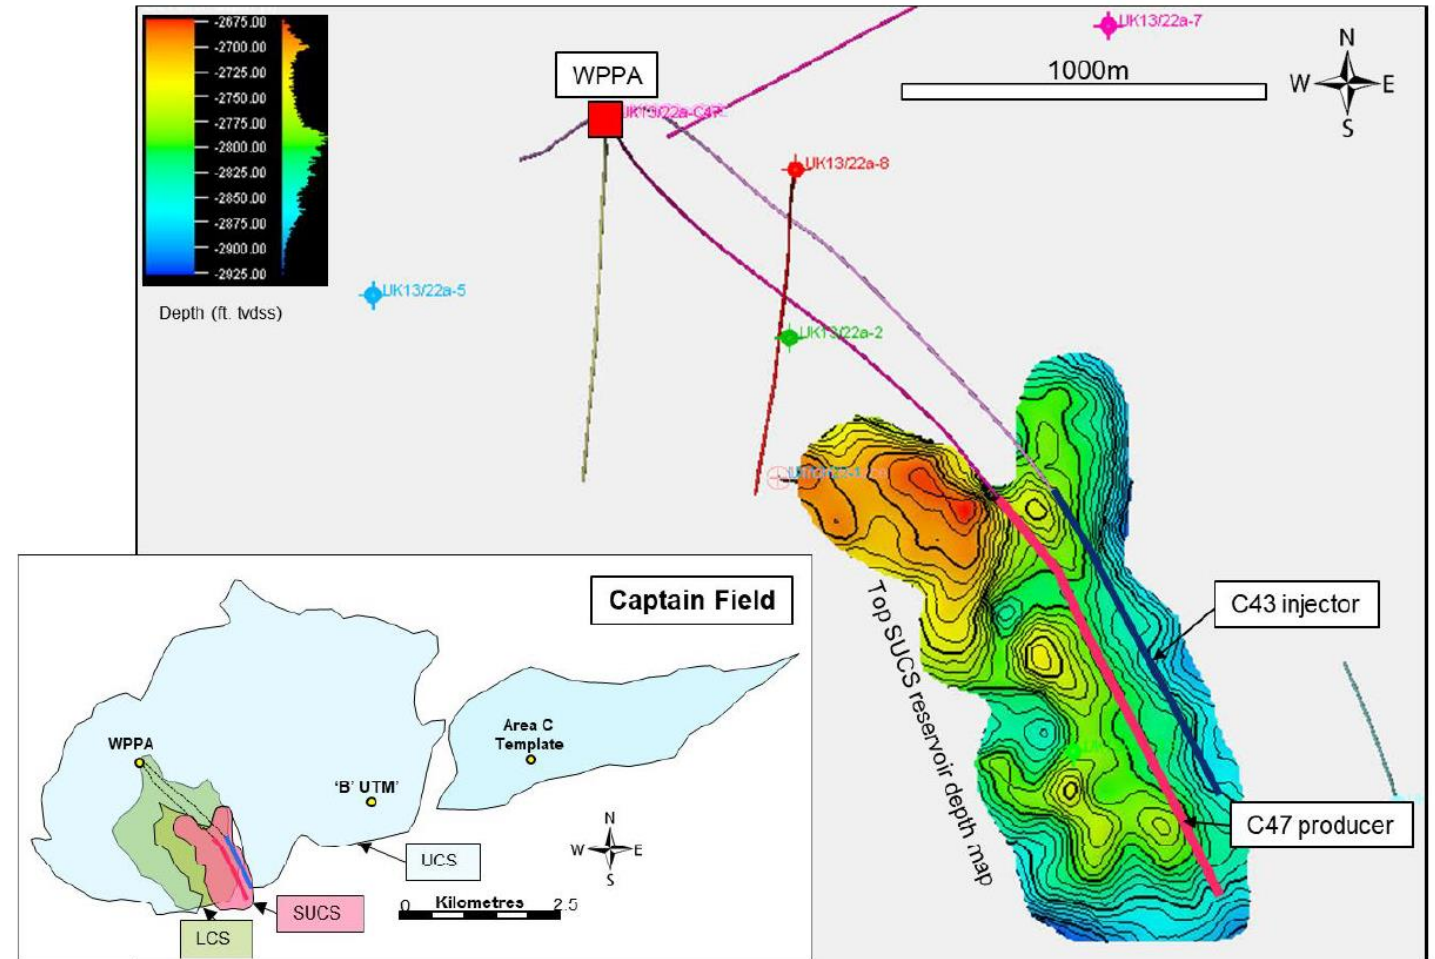 -2675.00
-2700.00
-2725.00
-2750.00
-2775.00
-2800.00
-2825.00
-2850.00
-2875.00
-2900.00
-2925.00
Depth (ft. tvdss)
WPPA
UK13/22a-C47
UK13/22a-7
1000m
N
W E
S
UK13/22a-8
UK13/22a-5
UK13/22a-2
Top SUCS reservoir depth map
C43 injector
C47 producer
Captain Field
WPPA
Area C
Template
'B' UTM'
UCS
SUCS
LCS
N
W E
S
0 Kilometres 2.5